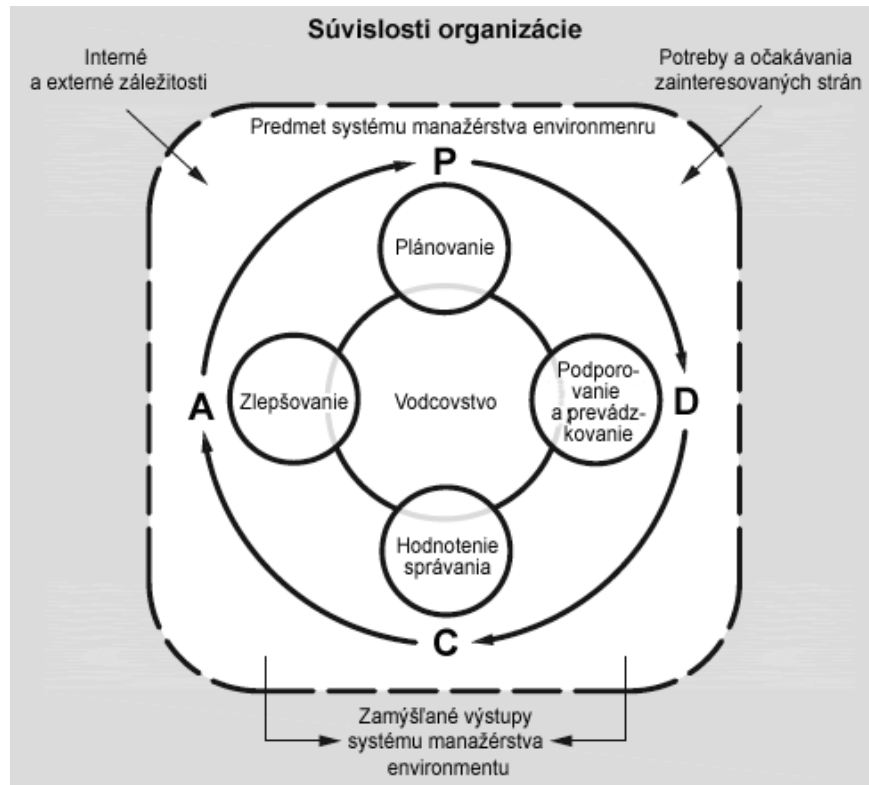 Súvislosti organizácie
Interné
a externé záležitosti
Potreby a očakávania
zainteresovaných strán
Predmet systému manažérstva environmenru
P
Plánovanie
A
Zlepšovanie
Vodcovstvo
Podporo-
vanie
a prevádz-
kovanie
D
Hodnotenie
správania
C
Zamýšľané výstupy
systému manažérstva
environmentu